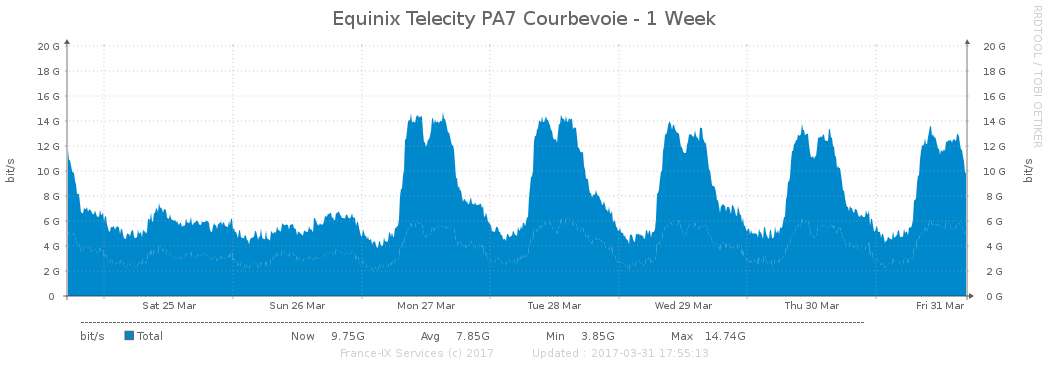 Equinix Telecity PA7 Courbevoie - 1 Week
RRDTOOL / TOBI OETIKER
bit/s
20 G
18 G
16 G
14 G
12 G
10 G
8 G
6 G
4 G
2 G
0
20 G
18 G
16 G
14 G
12 G
10 G
8 G
6 G
4 G
2 G
0 G
bit/s
Sat 25 Mar Sun 26 Mar Mon 27 Mar Tue 28 Mar Wed 29 Mar Thu 30 Mar Fri 31 Mar
bit/s Total Now 9.75G Avg 7.85G Min 3.85G Max 14.74G
France-IX Services (c) 2017 Updated : 2017-03-31 17:55:13